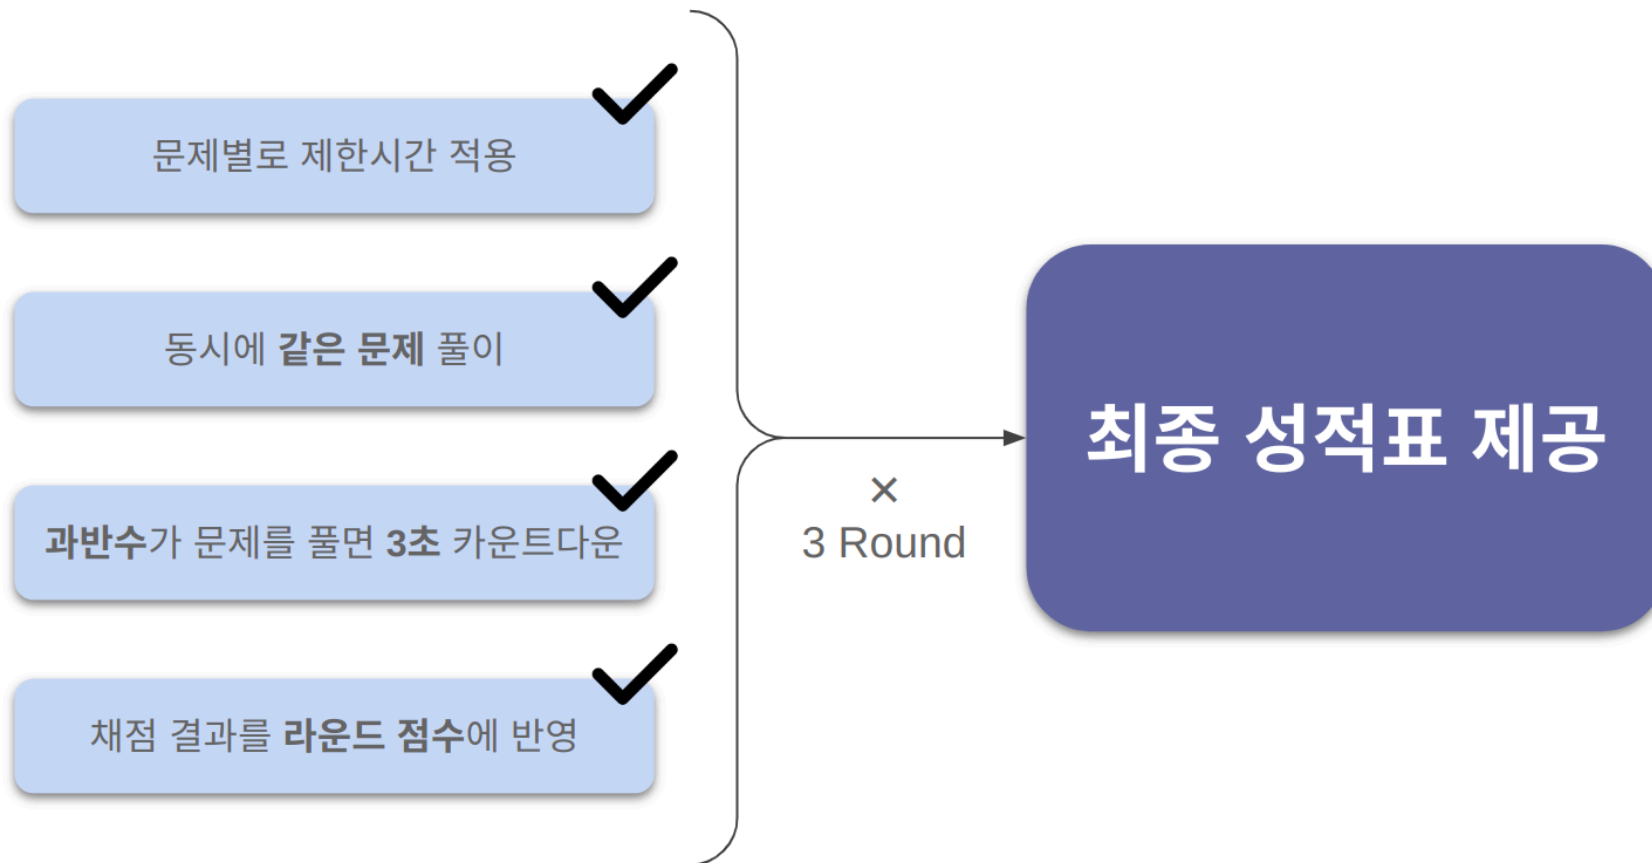 문제별로 제한시간 적용
동시에 같은 문제 풀이
과반수가 문제를 풀면 3초 카운트다운
채점 결과를 라운드 점수에 반영
×
3 Round
최종 성적표 제공